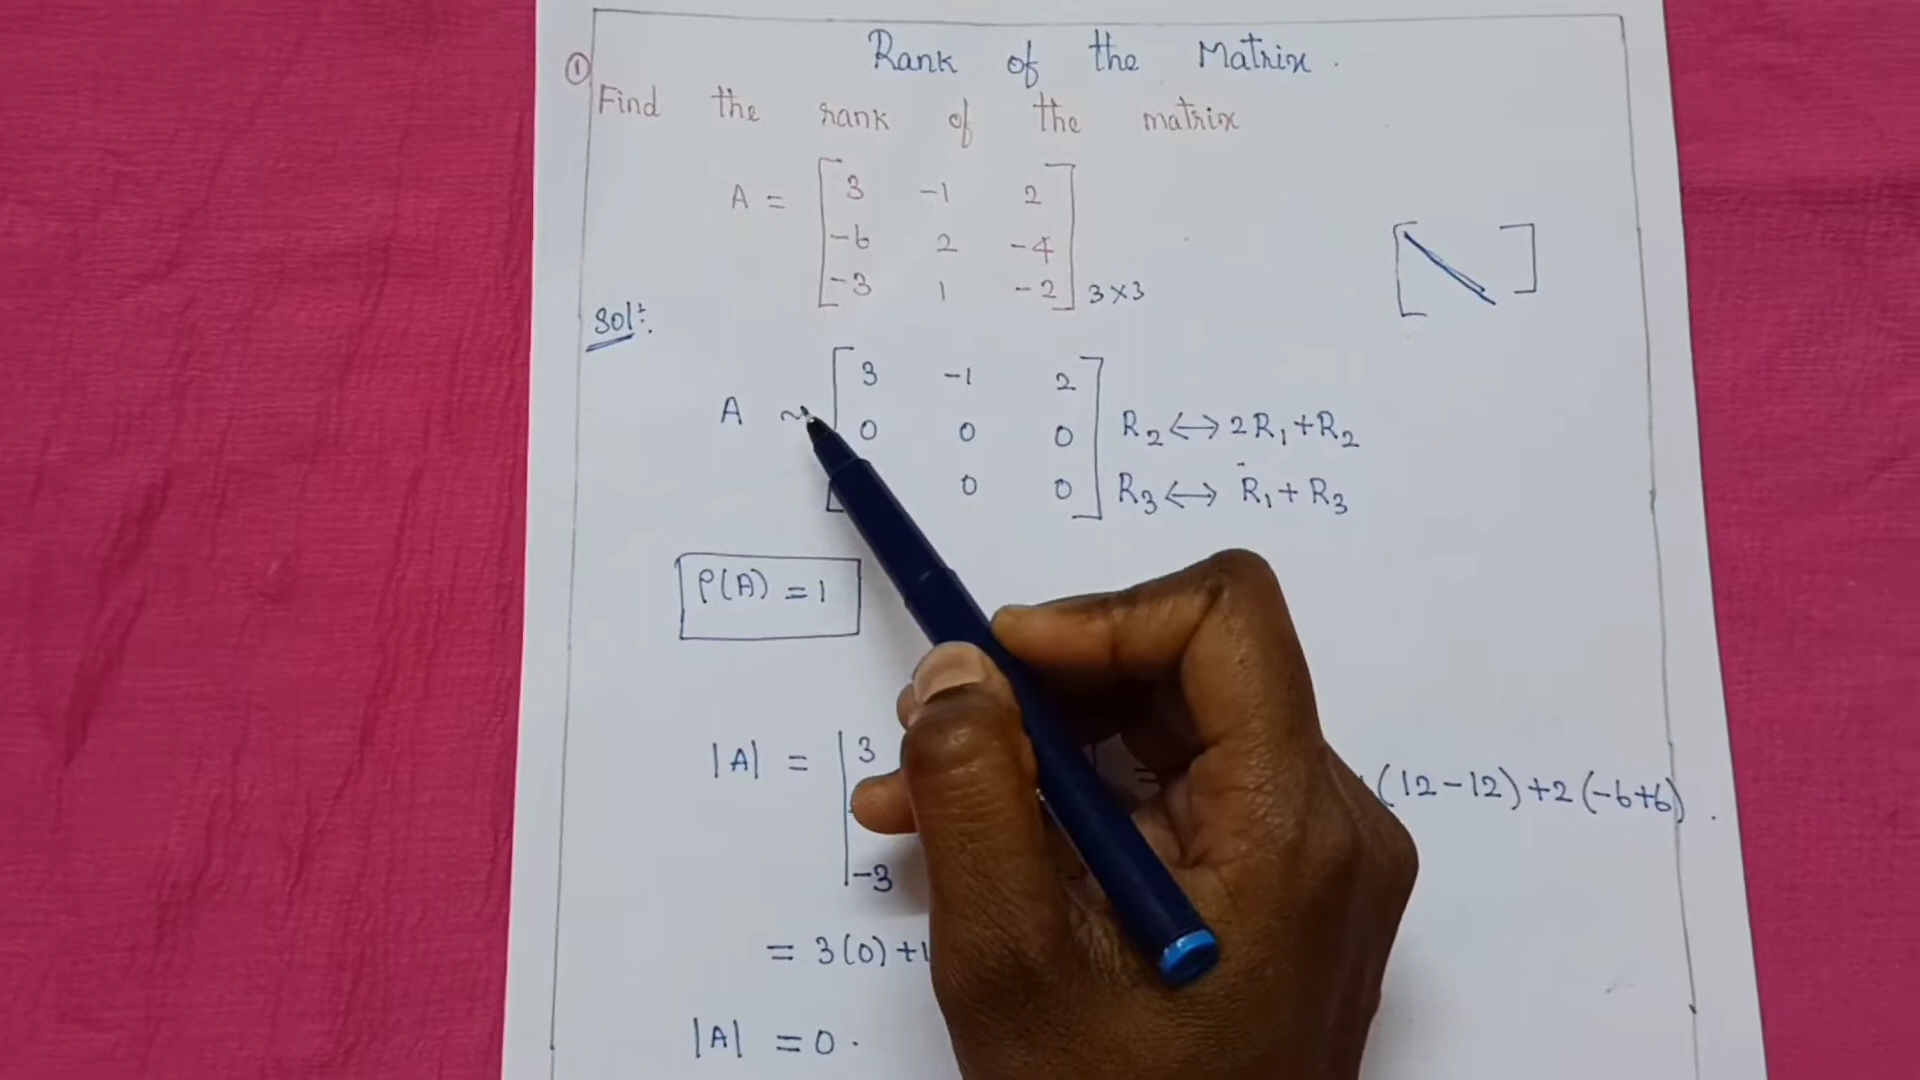 Rank of the Matrix.
①
Find the rank of the matrix
A = [3 -1 2
-6 2 -4
-3 1 -2] 3×3
Sol:
A ~ [3 -1 2
0 0 0 R₂ ↔ 2R₁+R₂
0 0] R₃ ↔ R₁+R₃
ρ(A) = 1
|A| = |3
(12-12)+2(-6+6).
-3
= 3(0)+1
|A| = 0.